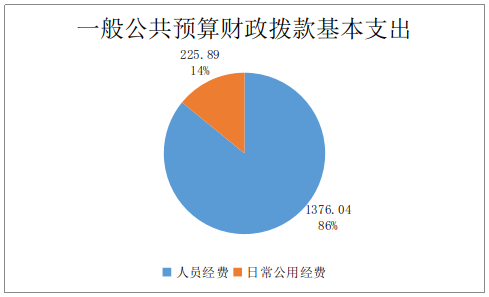 一般公共预算财政拨款基本支出
225.89
14%
1376.04
86%
人员经费 日常公用经费